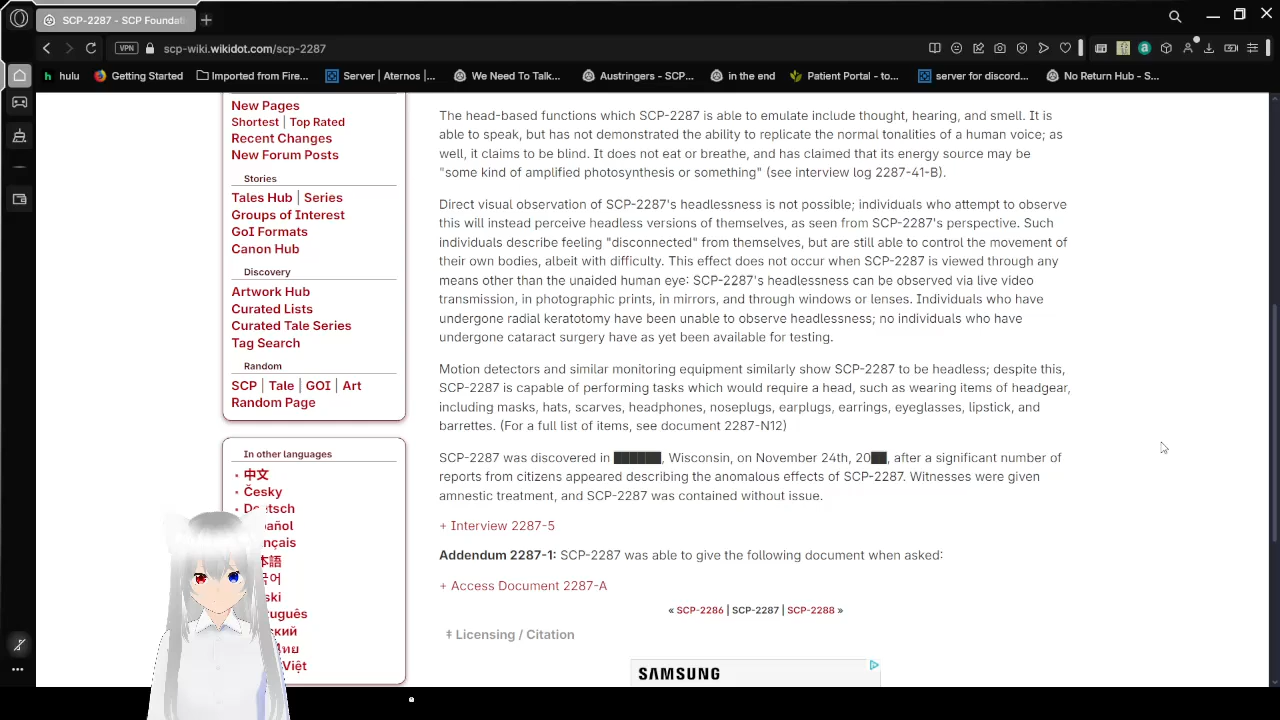 SCP-2287 - SCP Foundati
scp-wiki.wikidot.com/scp-2287
VPN
hulu
Getting Started
Imported from Fire...
Server | Aternos |...
We Need To Talk...
Austringers - SCP...
in the end
Patient Portal - to...
server for discord...
No Return Hub - S...
New Pages
Shortest | Top Rated
Recent Changes
New Forum Posts
Stories
Tales Hub | Series
Groups of Interest
GoI Formats
Canon Hub
Discovery
Artwork Hub
Curated Lists
Curated Tale Series
Tag Search
Random
SCP | Tale | GOI | Art
Random Page
In other languages
中文
Česky
Deutsch
añol
nçais
本語
ski
uguês
ский
ไทย
Việt
The head-based functions which SCP-2287 is able to emulate include thought, hearing, and smell. It is
able to speak, but has not demonstrated the ability to replicate the normal tonalities of a human voice; as
well, it claims to be blind. It does not eat or breathe, and has claimed that its energy source may be
"some kind of amplified photosynthesis or something" (see interview log 2287-41-B).
Direct visual observation of SCP-2287's headlessness is not possible; individuals who attempt to observe
this will instead perceive headless versions of themselves, as seen from SCP-2287's perspective. Such
individuals describe feeling "disconnected" from themselves, but are still able to control the movement of
their own bodies, albeit with difficulty. This effect does not occur when SCP-2287 is viewed through any
means other than the unaided human eye: SCP-2287's headlessness can be observed via live video
transmission, in photographic prints, in mirrors, and through windows or lenses. Individuals who have
undergone radial keratotomy have been unable to observe headlessness; no individuals who have
undergone cataract surgery have as yet been available for testing.
Motion detectors and similar monitoring equipment similarly show SCP-2287 to be headless; despite this,
SCP-2287 is capable of performing tasks which would require a head, such as wearing items of headgear,
including masks, hats, scarves, headphones, noseplugs, earplugs, earrings, eyeglasses, lipstick, and
barrettes. (For a full list of items, see document 2287-N12)
SCP-2287 was discovered in ██████, Wisconsin, on November 24th, 20██, after a significant number of
reports from citizens appeared describing the anomalous effects of SCP-2287. Witnesses were given
amnestic treatment, and SCP-2287 was contained without issue.
+ Interview 2287-5
Addendum 2287-1: SCP-2287 was able to give the following document when asked:
+ Access Document 2287-A
« SCP-2286 | SCP-2287 | SCP-2288 »
‡ Licensing / Citation
SAMSUNG